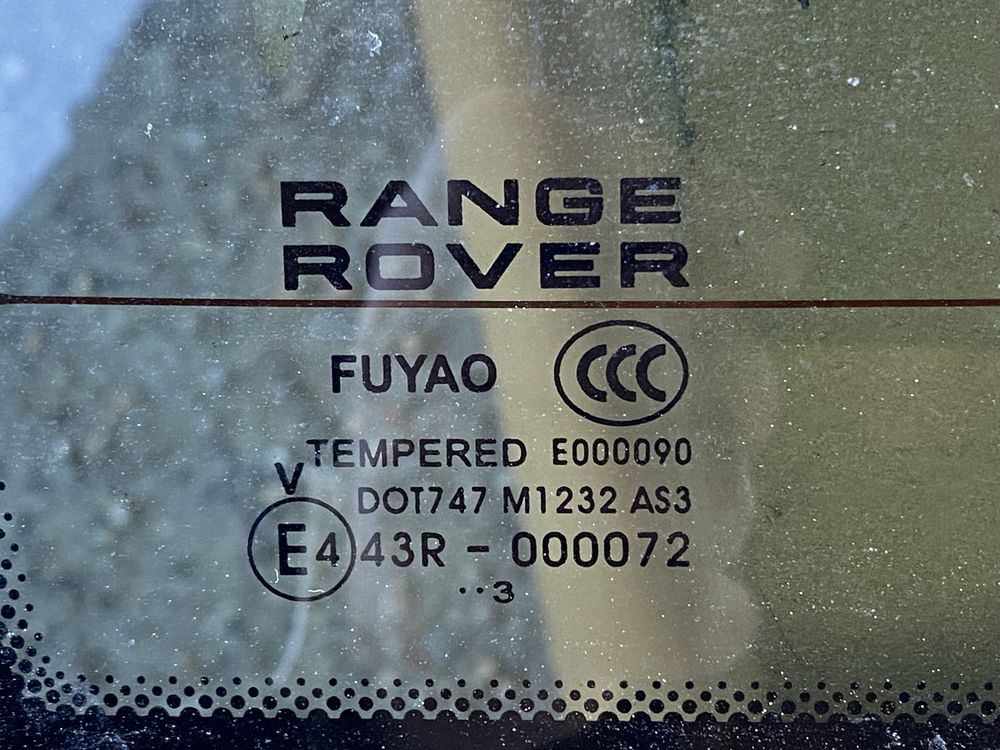 RANGE
ROVER
FUYAO CCC
TEMPERED E000090
V
DOT747 M1232 AS3
E4 43R - 000072
··3